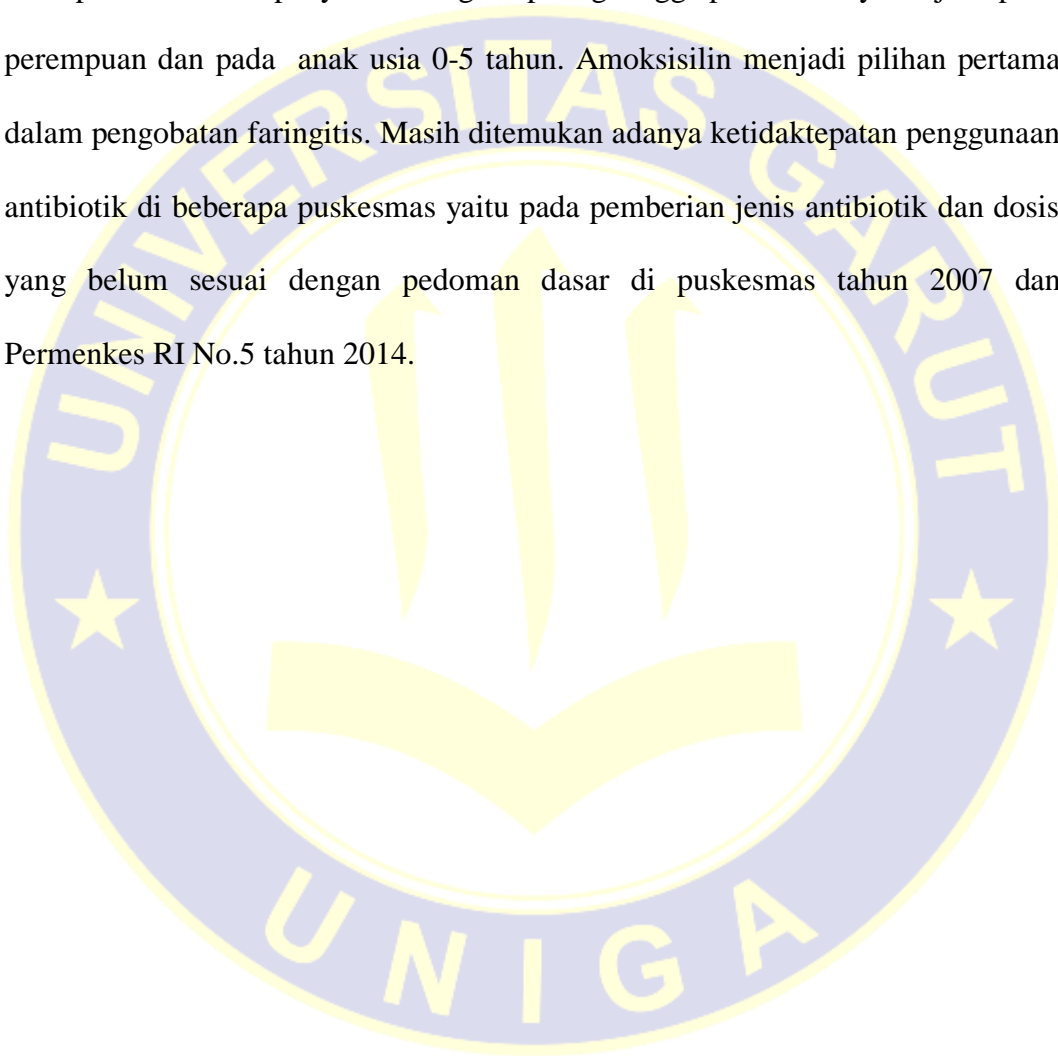 perempuan dan pada anak usia 0-5 tahun. Amoksisilin menjadi pilihan pertama
dalam pengobatan faringitis. Masih ditemukan adanya ketidaktepatan penggunaan
antibiotik di beberapa puskesmas yaitu pada pemberian jenis antibiotik dan dosis
yang belum sesuai dengan pedoman dasar di puskesmas tahun 2007 dan
Permenkes RI No.5 tahun 2014.
UNIVERSITAS GARUT
UNIGA